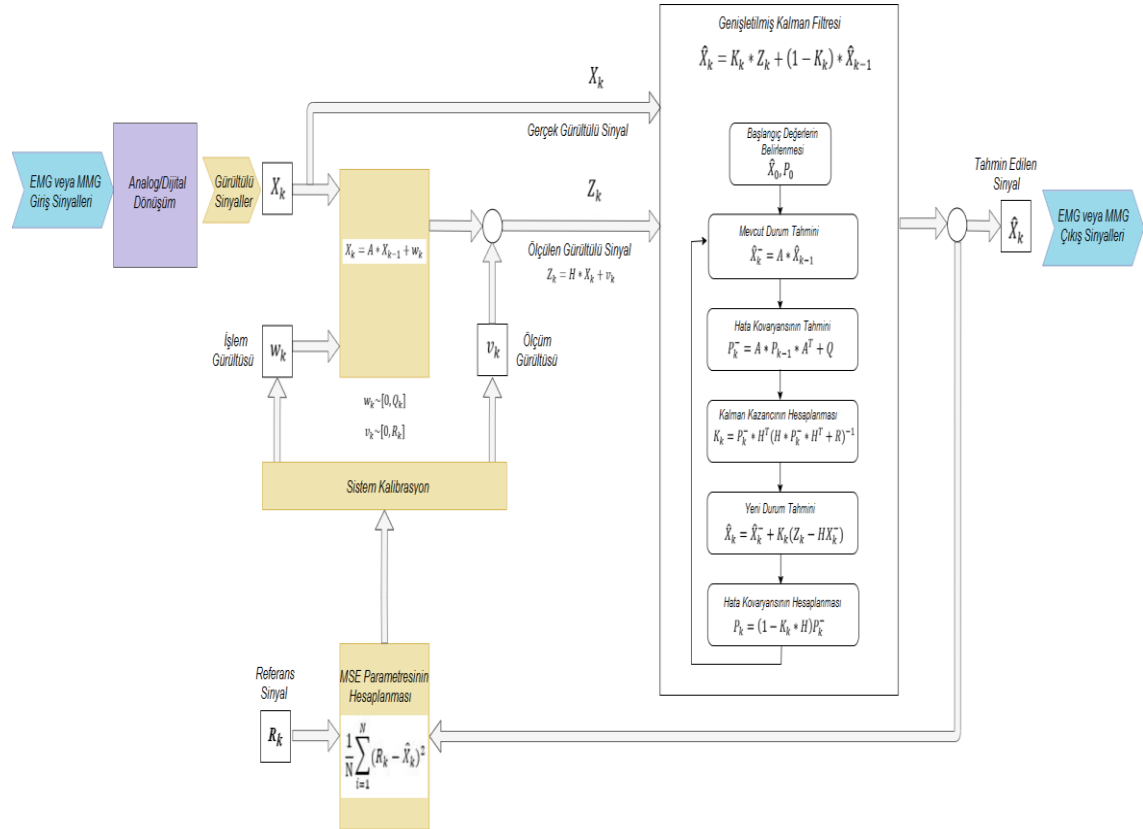 Genişletilmiş Kalman Filtresi
X̂ₖ = Kₖ * Zₖ + (1 − Kₖ) * X̂ₖ₋₁
Xₖ
Gerçek Gürültülü Sinyal
EMG veya MMG
Giriş Sinyalleri
Analog/Dijital
Dönüşüm
Gürültülü
Sinyaller
Xₖ
Xₖ = A * Xₖ₋₁ + wₖ
Zₖ
Ölçülen Gürültülü Sinyal
Zₖ = H * Xₖ + vₖ
İşlem
Gürültüsü
wₖ
vₖ
Ölçüm
Gürültüsü
wₖ~[0, Qₖ]
vₖ~[0, Rₖ]
Sistem Kalibrasyon
Başlangıç Değerlerin
Belirlenmesi
X̂₀, P₀
Mevcut Durum Tahmini
X̂ₖ⁻ = A * X̂ₖ₋₁
Hata Kovaryansının Tahmini
Pₖ⁻ = A * Pₖ₋₁ * Aᵀ + Q
Kalman Kazancının Hesaplanması
Kₖ = Pₖ⁻ * Hᵀ(H * Pₖ⁻ * Hᵀ + R)⁻¹
Yeni Durum Tahmini
X̂ₖ = X̂ₖ⁻ + Kₖ(Zₖ − HXₖ⁻)
Hata Kovaryansının Hesaplanması
Pₖ = (1 − Kₖ * H)Pₖ⁻
Tahmin Edilen
Sinyal
X̂ₖ
EMG veya MMG
Çıkış Sinyalleri
Referans
Sinyal
Rₖ
MSE Parametresinin
Hesaplanması
1/N ∑ᵢ₌₁ᴺ (Rₖ − X̂ₖ)²